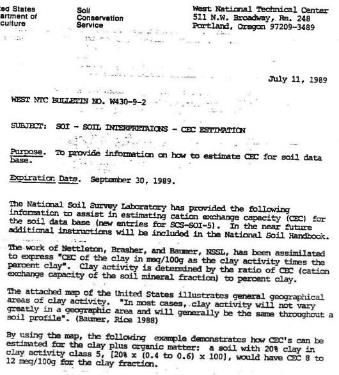 ted States
artment of
culture
Soil
Conservation
Service
West National Technical Center
511 N.W. Broadway, Rm. 248
Portland, Oregon 97209-3489
July 11, 1989
WEST NTC BULLETIN NO. W430-9-2
SUBJECT: SOI - SOIL INTERPRETAIONS - CEC ESTIMATION
Purpose. To provide information on how to estimate CEC for soil data
base.
Expiration Date. September 30, 1989.
The National Soil Survey Laboratory has provided the following
information to assist in estimating cation exchange capacity (CEC) for
the soil data base (new entries for SCS-SOI-5). In the near future
additional instructions will be included in the National Soil Handbook.
The work of Nettleton, Brasher, and Baumer, NSSL, has been assimilated
to express "CEC of the clay in meq/100g as the clay activity times the
percent clay". Clay activity is determined by the ratio of CEC (cation
exchange capacity of the soil mineral fraction) to percent clay.
The attached map of the United States illustrates general geographical
areas of clay activity. "In most cases, clay activity will not vary
greatly in a geographic area and will generally be the same throughout a
soil profile". (Baumer, Rice 1988)
By using the map, the following example demonstrates how CEC's can be
estimated for the clay plus organic matter: a soil with 20% clay in
clay activity class 5, [20% x (0.4 to 0.6) x 100], would have CEC 8 to
12 meq/100g for the clay fraction.